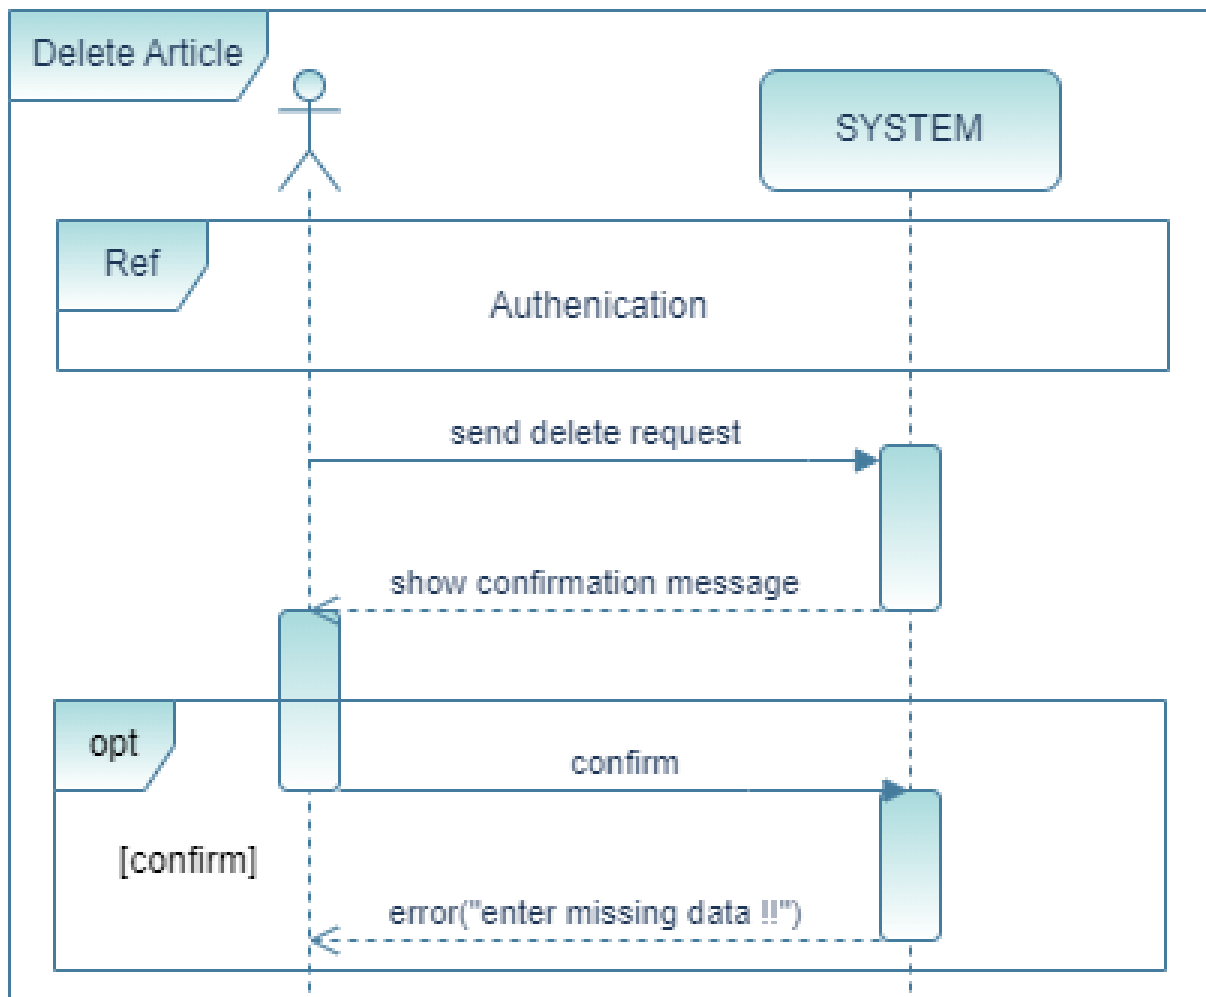 Delete Article
SYSTEM
Ref
Authenication
send delete request
show confirmation message
opt
confirm
[confirm]
error("enter missing data !!")